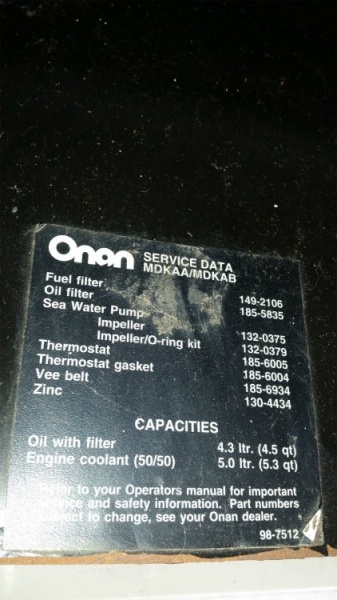 Onan SERVICE DATA
MDKAA/MDKAB
Fuel filter 149-2106
Oil filter 185-5835
Sea Water Pump
Impeller 132-0375
Impeller/O-ring kit 132-0379
Thermostat 185-6005
Thermostat gasket 185-6004
Vee belt 185-6934
Zinc 130-4434
CAPACITIES
Oil with filter 4.3 ltr. (4.5 qt)
Engine coolant (50/50) 5.0 ltr. (5.3 qt)
Refer to your Operators manual for important
service and safety information. Part numbers
subject to change, see your Onan dealer.
98-7512